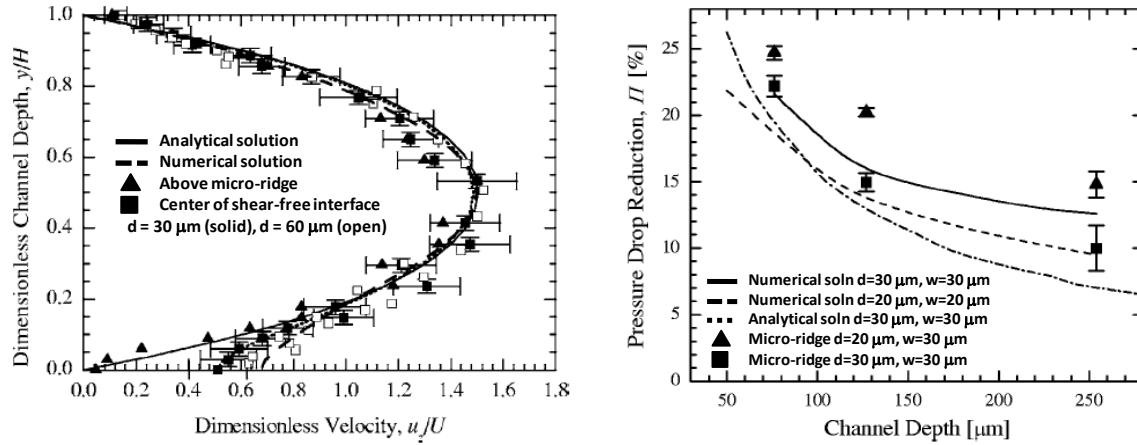 Dimensionless Channel Depth, y/H
1.0
0.8
0.6
0.4
0.2
0.0
Analytical solution
Numerical solution
Above micro-ridge
Center of shear-free interface
d = 30 μm (solid), d = 60 μm (open)
0.0 0.2 0.4 0.6 0.8 1.0 1.2 1.4 1.6 1.8
Dimensionless Velocity, u/U
Pressure Drop Reduction, Π [%]
25
20
15
10
5
0
Numerical soln d=30 μm, w=30 μm
Numerical soln d=20 μm, w=20 μm
Analytical soln d=30 μm, w=30 μm
Micro-ridge d=20 μm, w=30 μm
Micro-ridge d=30 μm, w=30 μm
50 100 150 200 250
Channel Depth [μm]